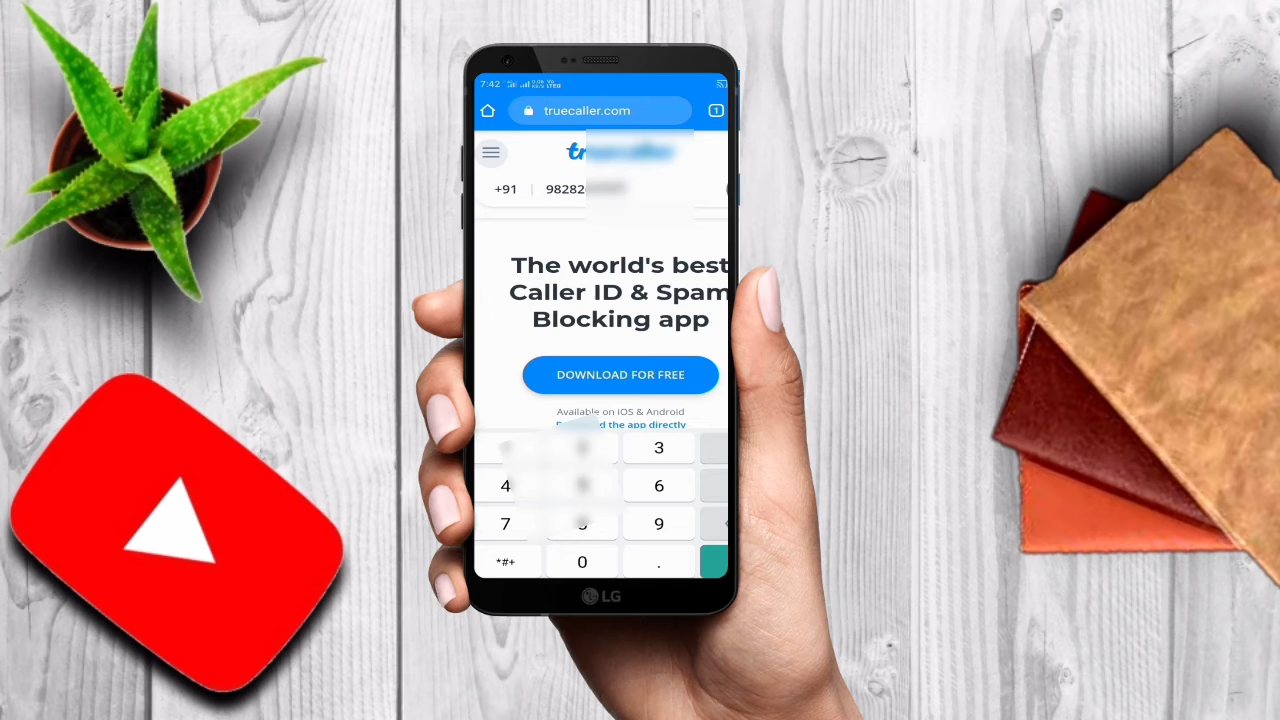 7:42
truecaller.com
1
+91 98282
The world's best
Caller ID & Spam
Blocking app
DOWNLOAD FOR FREE
Available on iOS & Android
the app directly
3
4 6
7 9
*#+ 0 .
LG